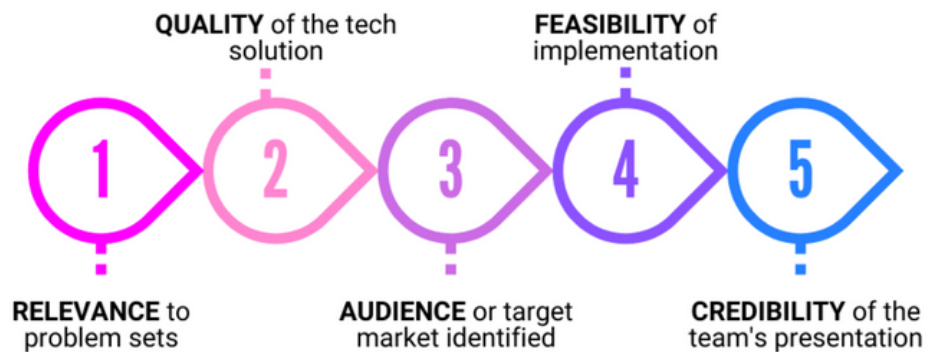 QUALITY of the tech
solution
FEASIBILITY of
implementation
1
2
3
4
5
RELEVANCE to
problem sets
AUDIENCE or target
market identified
CREDIBILITY of the
team's presentation